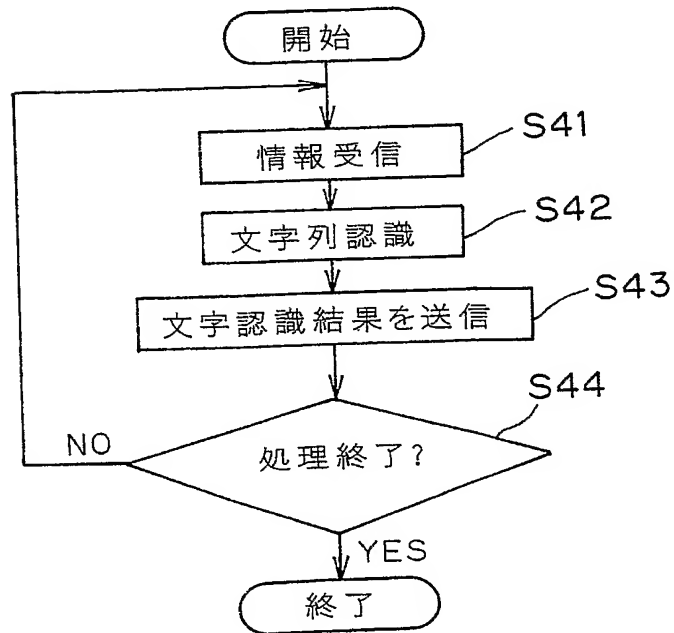 開始
情報受信
S41
文字列認識
S42
文字認識結果を送信
S43
S44
処理終了?
NO
YES
終了